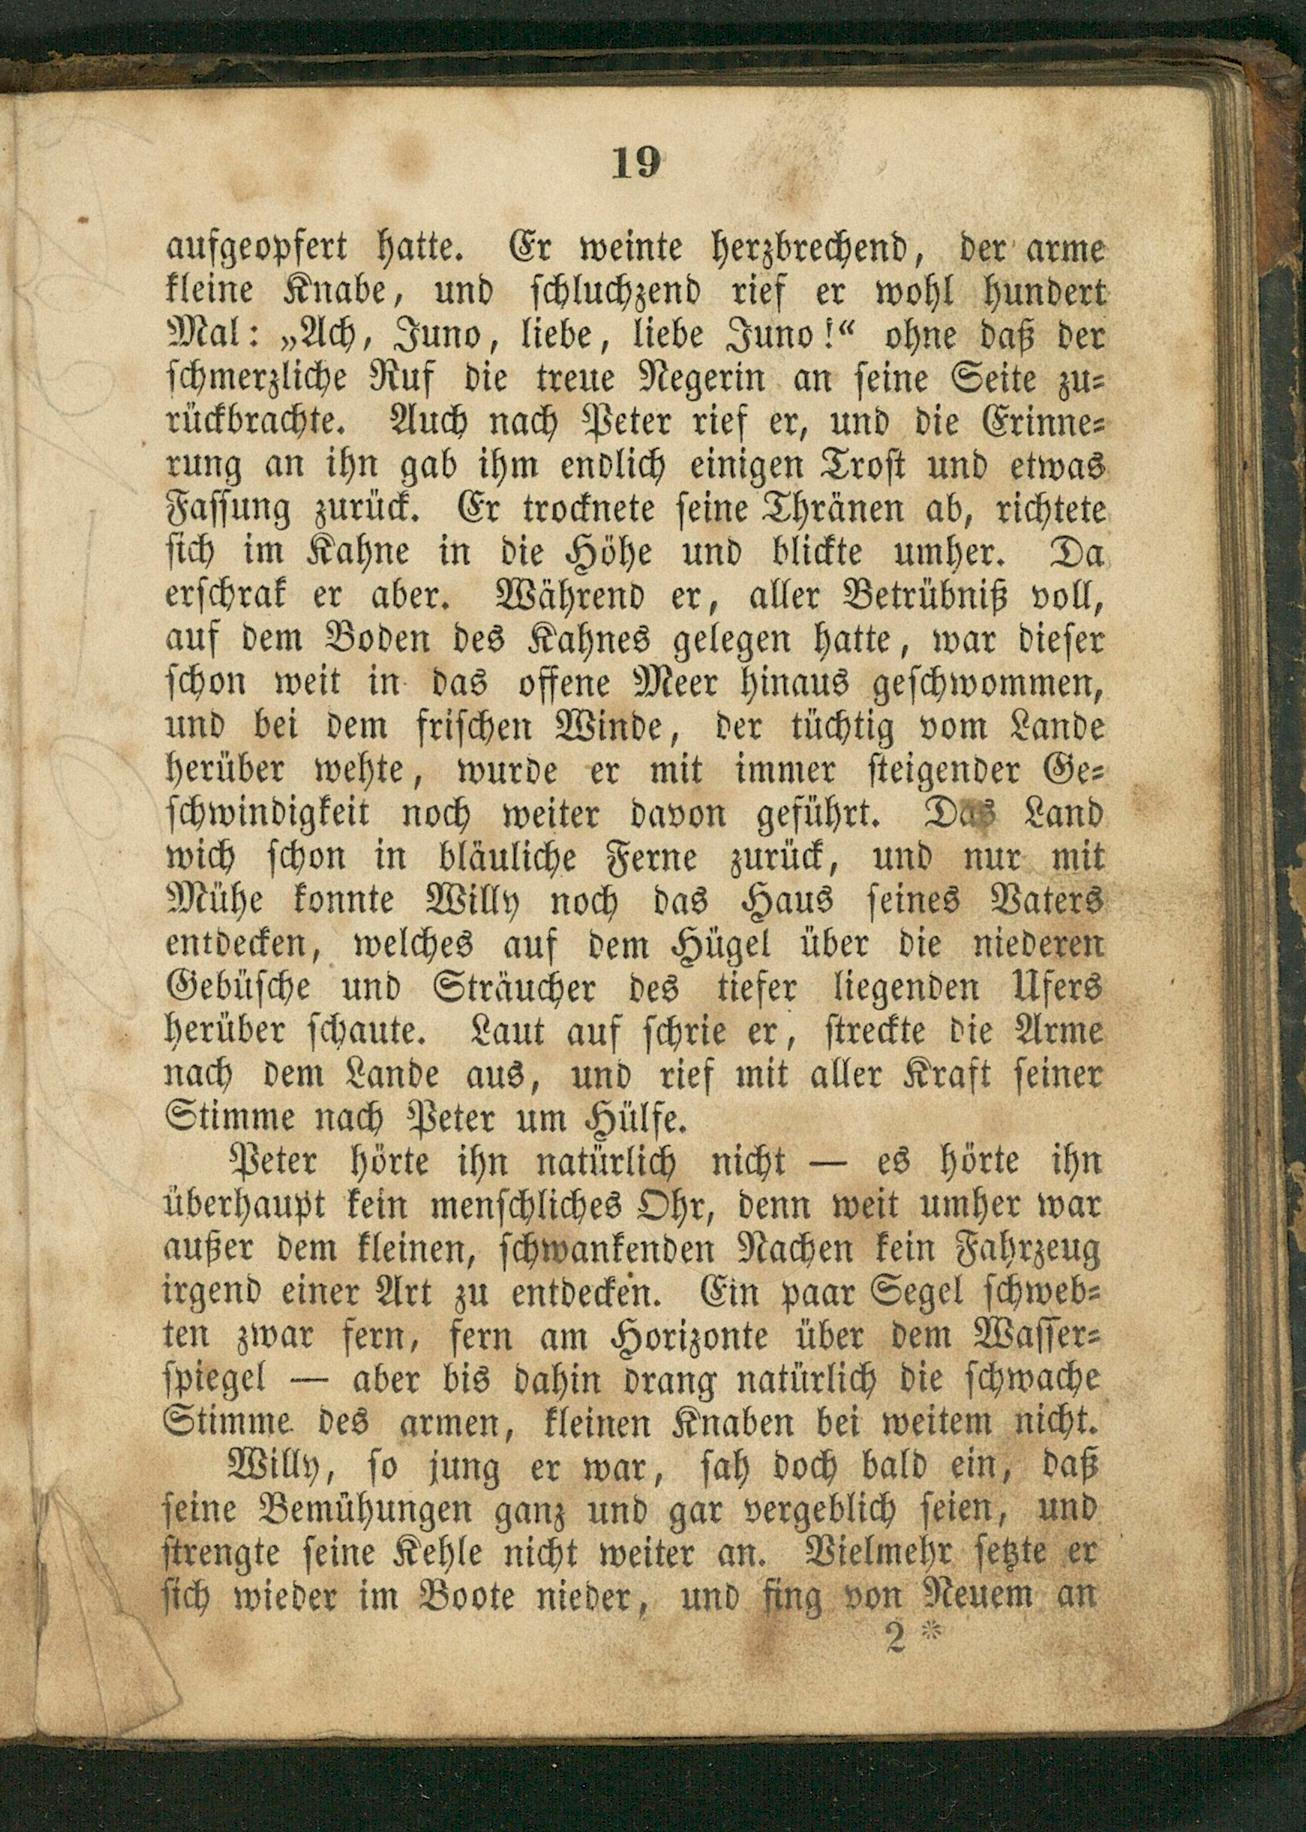 19
aufgeopfert hatte. Er weinte herzbrechend, der arme
kleine Knabe, und schluchzend rief er wohl hundert
Mal: „Ach, Juno, liebe, liebe Juno!“ ohne daß der
schmerzliche Ruf die treue Negerin an seine Seite zu-
rückbrachte. Auch nach Peter rief er, und die Erinne-
rung an ihn gab ihm endlich einigen Trost und etwas
Fassung zurück. Er trocknete seine Thränen ab, richtete
sich im Kahne in die Höhe und blickte umher. Da
erschrak er aber. Während er, aller Betrübniß voll,
auf dem Boden des Kahnes gelegen hatte, war dieser
schon weit in das offene Meer hinaus geschwommen,
und bei dem frischen Winde, der tüchtig vom Lande
herüber wehte, wurde er mit immer steigender Ge-
schwindigkeit noch weiter davon geführt. Das Land
wich schon in bläuliche Ferne zurück, und nur mit
Mühe konnte Willy noch das Haus seines Vaters
entdecken, welches auf dem Hügel über die niederen
Gebüsche und Sträucher des tiefer liegenden Ufers
herüber schaute. Laut auf schrie er, streckte die Arme
nach dem Lande aus, und rief mit aller Kraft seiner
Stimme nach Peter um Hülfe.
Peter hörte ihn natürlich nicht — es hörte ihn
überhaupt kein menschliches Ohr, denn weit umher war
außer dem kleinen, schwankenden Nachen kein Fahrzeug
irgend einer Art zu entdecken. Ein paar Segel schweb-
ten zwar fern, fern am Horizonte über dem Wasser-
spiegel — aber bis dahin drang natürlich die schwache
Stimme des armen, kleinen Knaben bei weitem nicht.
Willy, so jung er war, sah doch bald ein, daß
seine Bemühungen ganz und gar vergeblich seien, und
strengte seine Kehle nicht weiter an. Vielmehr setzte er
sich wieder im Boote nieder, und fing von Neuem an
2 *